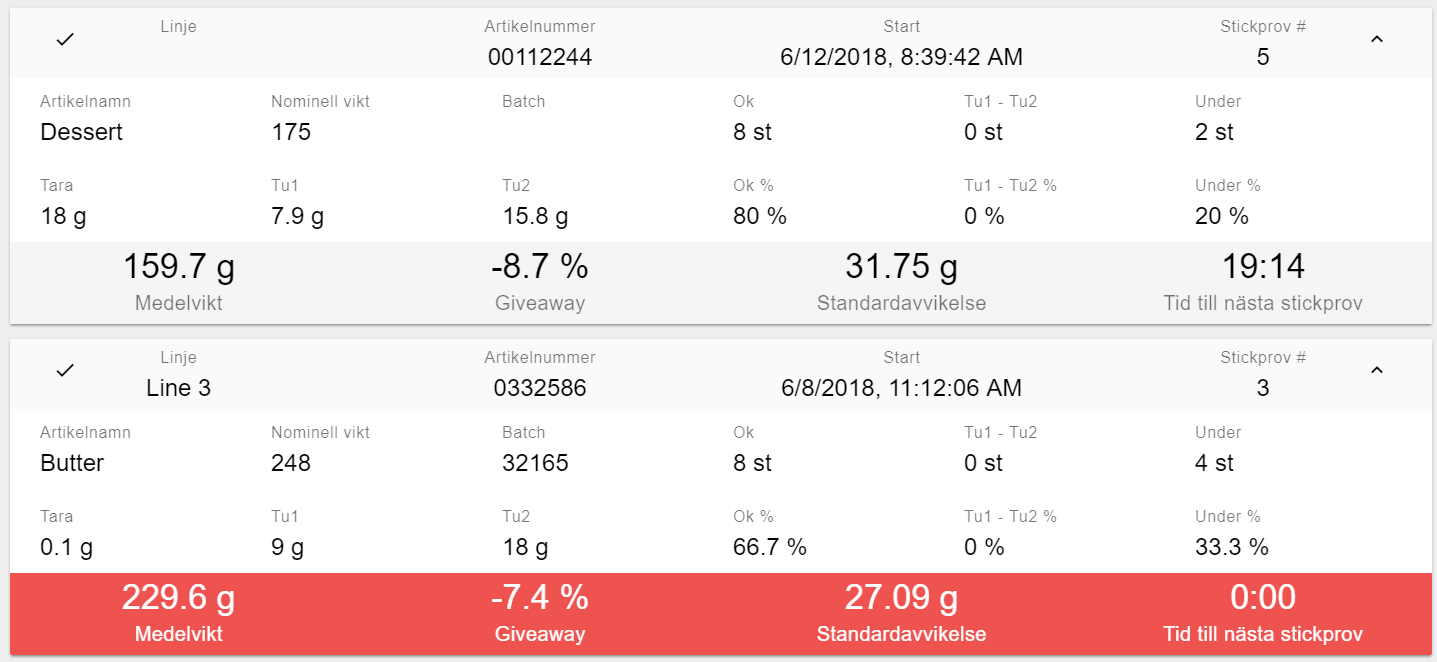 Linje Artikelnummer Start Stickprov #
00112244 6/12/2018, 8:39:42 AM 5
Artikelnamn Nominell vikt Batch Ok Tu1 - Tu2 Under
Dessert 175 8 st 0 st 2 st
Tara Tu1 Tu2 Ok % Tu1 - Tu2 % Under %
18 g 7.9 g 15.8 g 80 % 0 % 20 %
159.7 g -8.7 % 31.75 g 19:14
Medelvikt Giveaway Standardavvikelse Tid till nästa stickprov
Linje Artikelnummer Start Stickprov #
Line 3 0332586 6/8/2018, 11:12:06 AM 3
Artikelnamn Nominell vikt Batch Ok Tu1 - Tu2 Under
Butter 248 32165 8 st 0 st 4 st
Tara Tu1 Tu2 Ok % Tu1 - Tu2 % Under %
0.1 g 9 g 18 g 66.7 % 0 % 33.3 %
229.6 g -7.4 % 27.09 g 0:00
Medelvikt Giveaway Standardavvikelse Tid till nästa stickprov